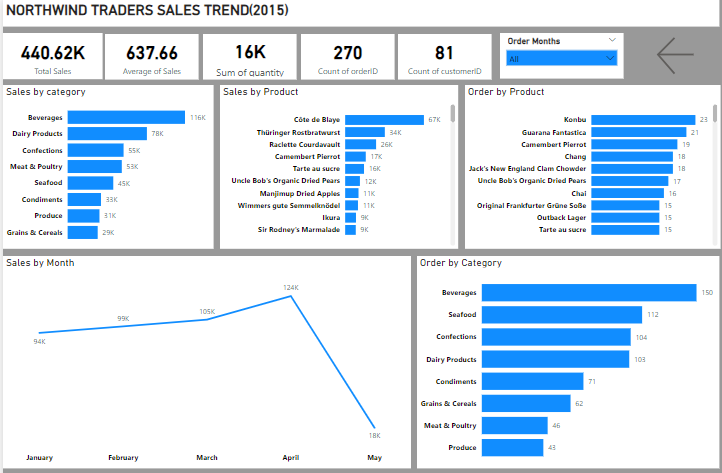 NORTHWIND TRADERS SALES TREND(2015)
440.62K
Total Sales
637.66
Average of Sales
16K
Sum of quantity
270
Count of orderID
81
Count of customerID
Order Months
All
Sales by category
Beverages 116K
Dairy Products 78K
Confections 55K
Meat & Poultry 53K
Seafood 45K
Condiments 33K
Produce 31K
Grains & Cereals 29K
Sales by Product
Côte de Blaye 67K
Thüringer Rostbratwurst 34K
Raclette Courdavault 26K
Camembert Pierrot 17K
Tarte au sucre 16K
Uncle Bob's Organic Dried Pears 12K
Manjimup Dried Apples 11K
Wimmers gute Semmelknödel 11K
Ikura 9K
Sir Rodney's Marmalade 9K
Order by Product
Konbu 23
Guarana Fantastica 21
Camembert Pierrot 19
Chang 18
Jack's New England Clam Chowder 18
Uncle Bob's Organic Dried Pears 17
Chai 16
Original Frankfurter Grüne Soße 15
Outback Lager 15
Tarte au sucre 15
Sales by Month
94K
99K
105K
124K
18K
January February March April May
Order by Category
Beverages 150
Seafood 112
Confections 104
Dairy Products 103
Condiments 71
Grains & Cereals 62
Meat & Poultry 46
Produce 43